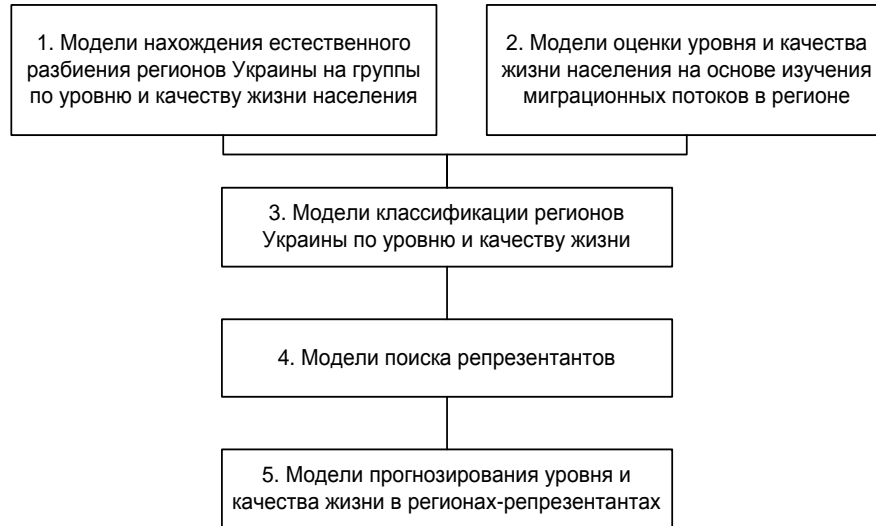 1. Модели нахождения естественного
разбиения регионов Украины на группы
по уровню и качеству жизни населения
2. Модели оценки уровня и качества
жизни населения на основе изучения
миграционных потоков в регионе
3. Модели классификации регионов
Украины по уровню и качеству жизни
4. Модели поиска репрезентантов
5. Модели прогнозирования уровня и
качества жизни в регионах-репрезентантах